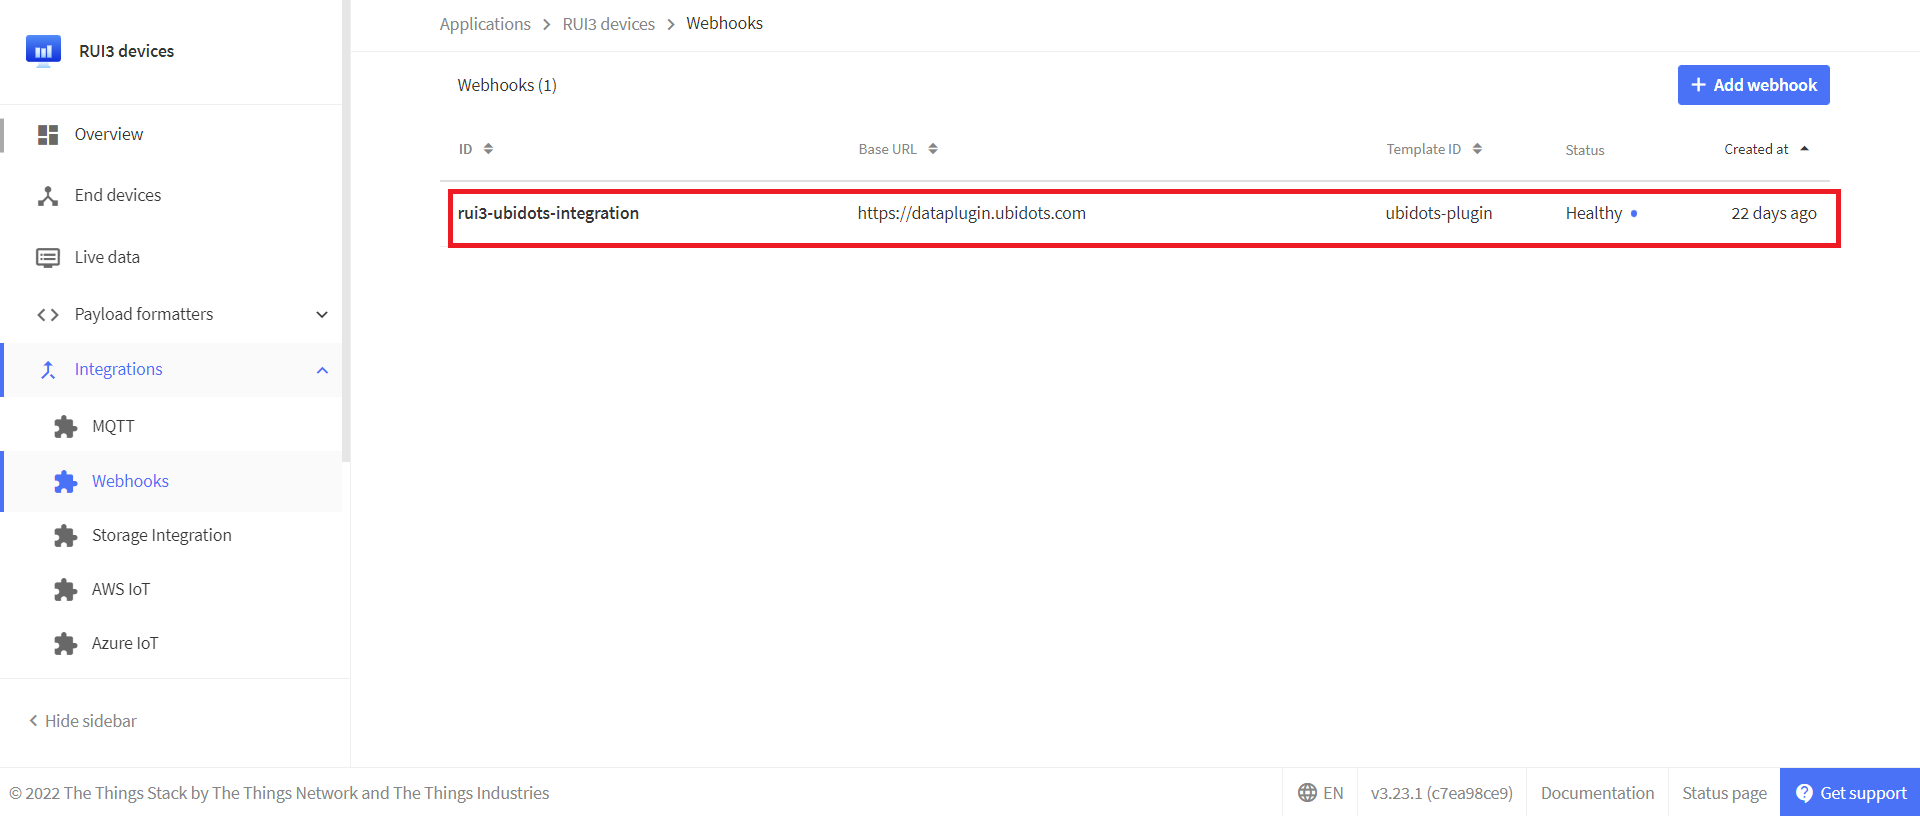 RUI3 devices
Overview
End devices
Live data
Payload formatters
Integrations
MQTT
Webhooks
Storage Integration
AWS IoT
Azure IoT
Hide sidebar
Applications > RUI3 devices > Webhooks
Webhooks (1)
+ Add webhook
ID Base URL Template ID Status Created at
rui3-ubidots-integration https://dataplugin.ubidots.com ubidots-plugin Healthy 22 days ago
© 2022 The Things Stack by The Things Network and The Things Industries
EN v3.23.1 (c7ea98ce9) Documentation Status page Get support